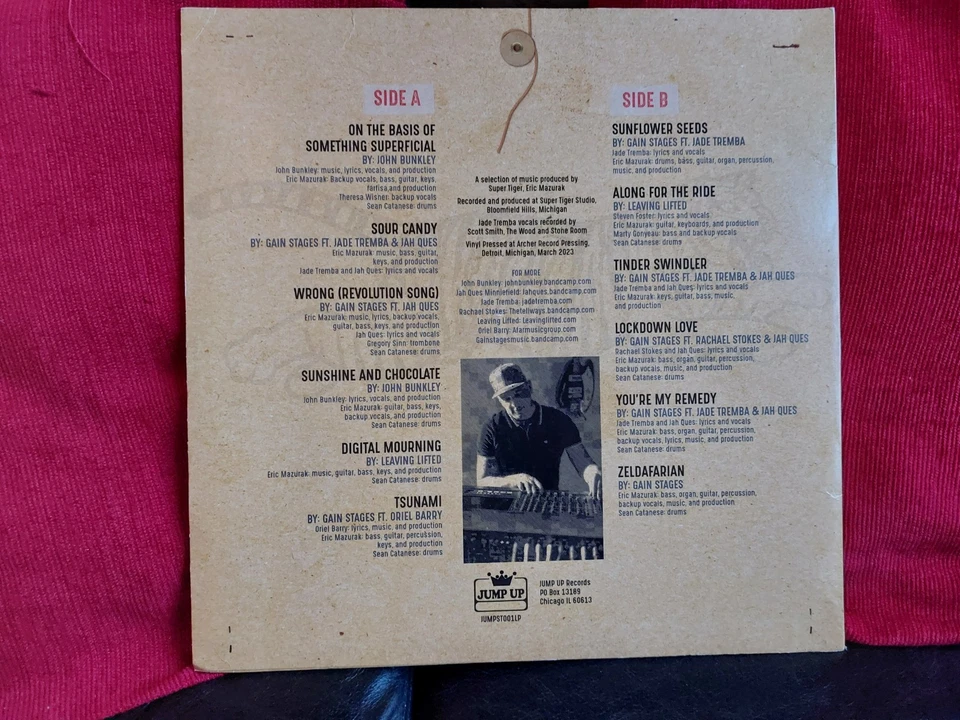 SIDE A
ON THE BASIS OF
SOMETHING SUPERFICIAL
BY: JOHN BUNKLEY
John Bunkley: music, lyrics, vocals, and production
Eric Mazurak: Backup vocals, bass, guitar, keys,
farfisa,and production
Theresa Wisner: backup vocals
Sean Catanese: drums
SOUR CANDY
BY: GAIN STAGES FT. JADE TREMBA & JAH QUES
Eric Mazurak: music, bass, guitar,
keys, and production
Jade Tremba and Jah Ques: lyrics and vocals
WRONG (REVOLUTION SONG)
BY: GAIN STAGES FT. JAH QUES
Eric Mazurak: music, lyrics, backup vocals,
guitar, bass, keys, and production
Jah Ques: lyrics and vocals
Gregory Sinn: trombone
Sean Catanese: drums
SUNSHINE AND CHOCOLATE
BY: JOHN BUNKLEY
John Bunkley: lyrics, vocals, and production
Eric Mazurak: guitar, bass, keys,
backup vocals, and production
Sean Catanese: drums
DIGITAL MOURNING
BY: LEAVING LIFTED
Eric Mazurak: music, guitar, bass, keys, and production
Sean Catanese: drums
TSUNAMI
BY: GAIN STAGES FT. ORIEL BARRY
Oriel Barry: lyrics, music, and production
Eric Mazurak: bass, guitar, percussion,
keys, and production
Sean Catanese: drums
A selection of music produced by
Super Tiger, Eric Mazurak
Recorded and produced at Super Tiger Studio,
Bloomfield Hills, Michigan
Jade Tremba vocals recorded by
Scott Smith, The Wood and Stone Room
Vinyl Pressed at Archer Record Pressing,
Detroit, Michigan, March 2023
FOR MORE
John Bunkley: johnbunkley.bandcamp.com
Jah Ques Minniefield: Jahques.bandcamp.com
Jade Tremba: jadetremba.com
Rachael Stokes: Thetellways.bandcamp.com
Leaving Lifted: Leavinglifted.com
Oriel Barry: Afarmusicgroup.com
Gainstagesmusic.bandcamp.com
JUMP UP
JUMPST001LP
JUMP UP Records
PO Box 13189
Chicago IL 60613
SIDE B
SUNFLOWER SEEDS
BY: GAIN STAGES FT. JADE TREMBA
Jade Tremba: lyrics and vocals
Eric Mazurak: drums, bass, guitar, organ, percussion,
music, and production
ALONG FOR THE RIDE
BY: LEAVING LIFTED
Steven Foster: lyrics and vocals
Eric Mazurak: guitar, keyboards, and production
Marty Gonyeau: bass and backup vocals
Sean Catanese: drums
TINDER SWINDLER
BY: GAIN STAGES FT. JADE TREMBA & JAH QUES
Jade Tremba and Jah Ques: lyrics and vocals
Eric Mazurak: keys, guitar, bass, music,
and production
LOCKDOWN LOVE
BY: GAIN STAGES FT. RACHAEL STOKES & JAH QUES
Rachael Stokes and Jah Ques: lyrics and vocals
Eric Mazurak: bass, organ, guitar, percussion,
backup vocals, music, and production
Sean Catanese: drums
YOU'RE MY REMEDY
BY: GAIN STAGES FT. JADE TREMBA & JAH QUES
Jade Tremba and Jah Ques: lyrics and vocals
Eric Mazurak: bass, organ, guitar, percussion,
backup vocals, lyrics, music, and production
Sean Catanese: drums
ZELDAFARIAN
BY: GAIN STAGES
Eric Mazurak: bass, organ, guitar, percussion,
backup vocals, music, and production
Sean Catanese: drums